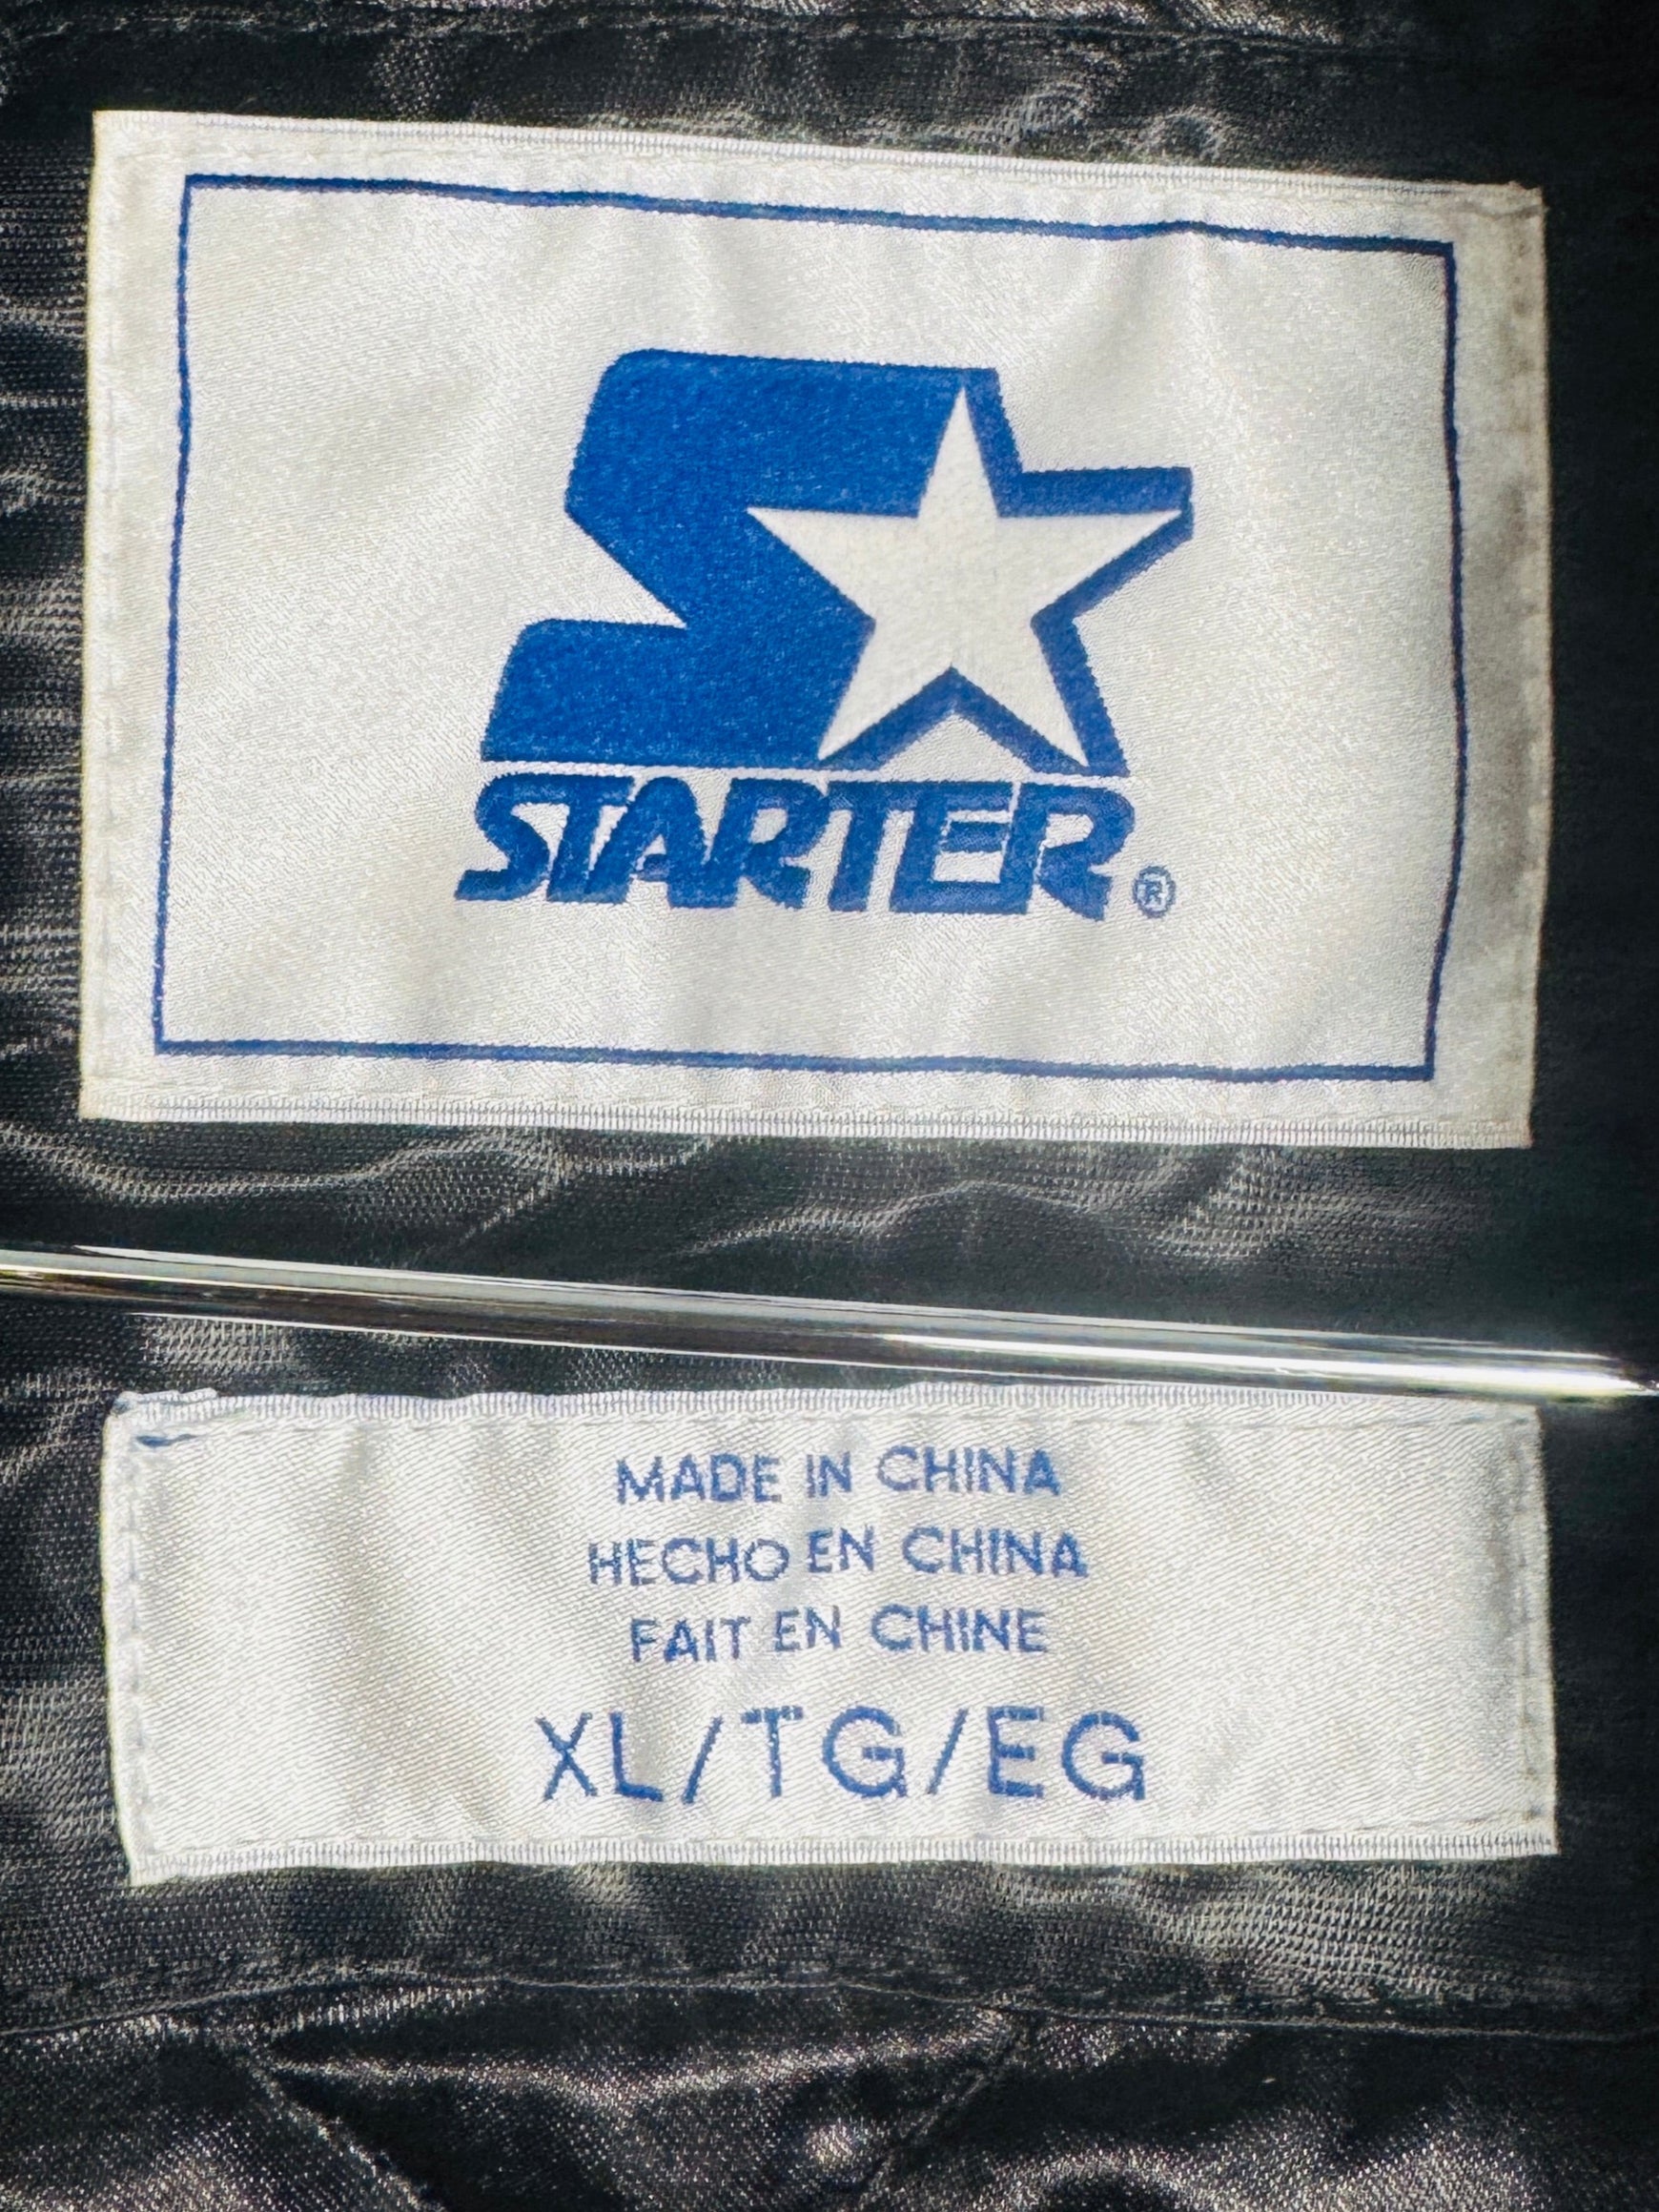 STARTER®
MADE IN CHINA
HECHO EN CHINA
FAIT EN CHINE
XL/TG/EG